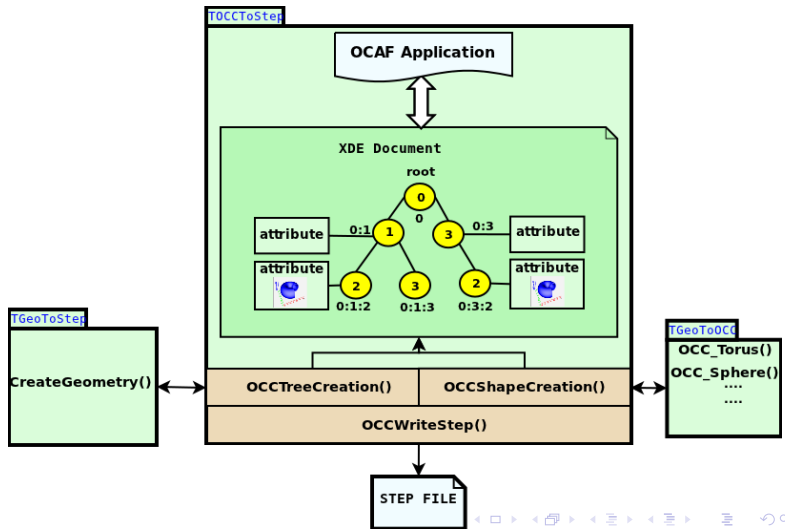 TOCCToStep
OCAF Application
XDE Document
root
0
0
attribute
0:1
1
3
0:3
attribute
attribute
2
3
2
attribute
0:1:2
0:1:3
0:3:2
TGeoToStep
CreateGeometry()
TGeoToOCC
OCC_Torus()
OCC_Sphere()
....
....
OCCTreeCreation()
OCCShapeCreation()
OCCWriteStep()
STEP FILE